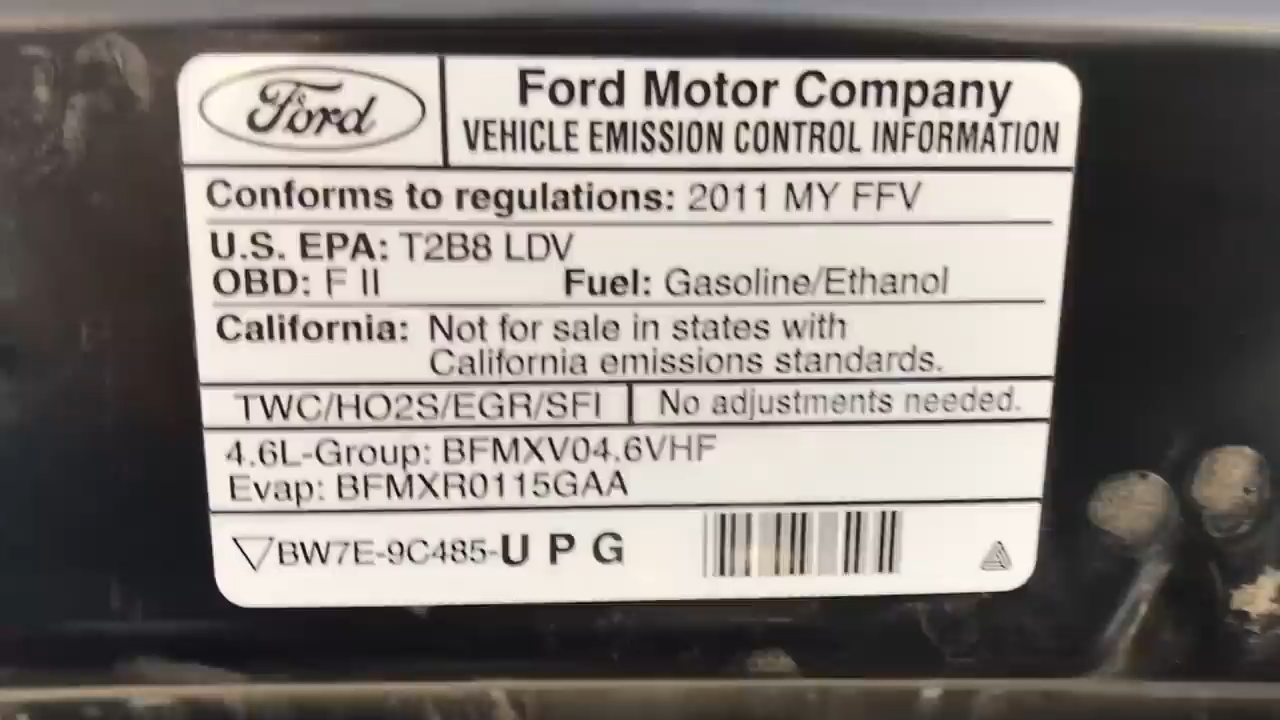 Ford
Ford Motor Company
VEHICLE EMISSION CONTROL INFORMATION
Conforms to regulations: 2011 MY FFV
U.S. EPA: T2B8 LDV
OBD: F II Fuel: Gasoline/Ethanol
California: Not for sale in states with
California emissions standards.
TWC/HO2S/EGR/SFI No adjustments needed.
4.6L-Group: BFMXV04.6VHF
Evap: BFMXR0115GAA
BW7E-9C485-U P G